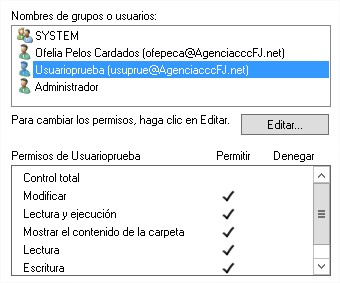 Nombres de grupos o usuarios:
SYSTEM
Ofelia Pelos Cardados (ofepeca@AgenciacccFJ.net)
Usuarioprueba (usuprue@AgenciacccFJ.net)
Administrador
Para cambiar los permisos, haga clic en Editar.
Editar...
Permisos de Usuarioprueba Permitir Denegar
Control total
Modificar
Lectura y ejecución
Mostrar el contenido de la carpeta
Lectura
Escritura